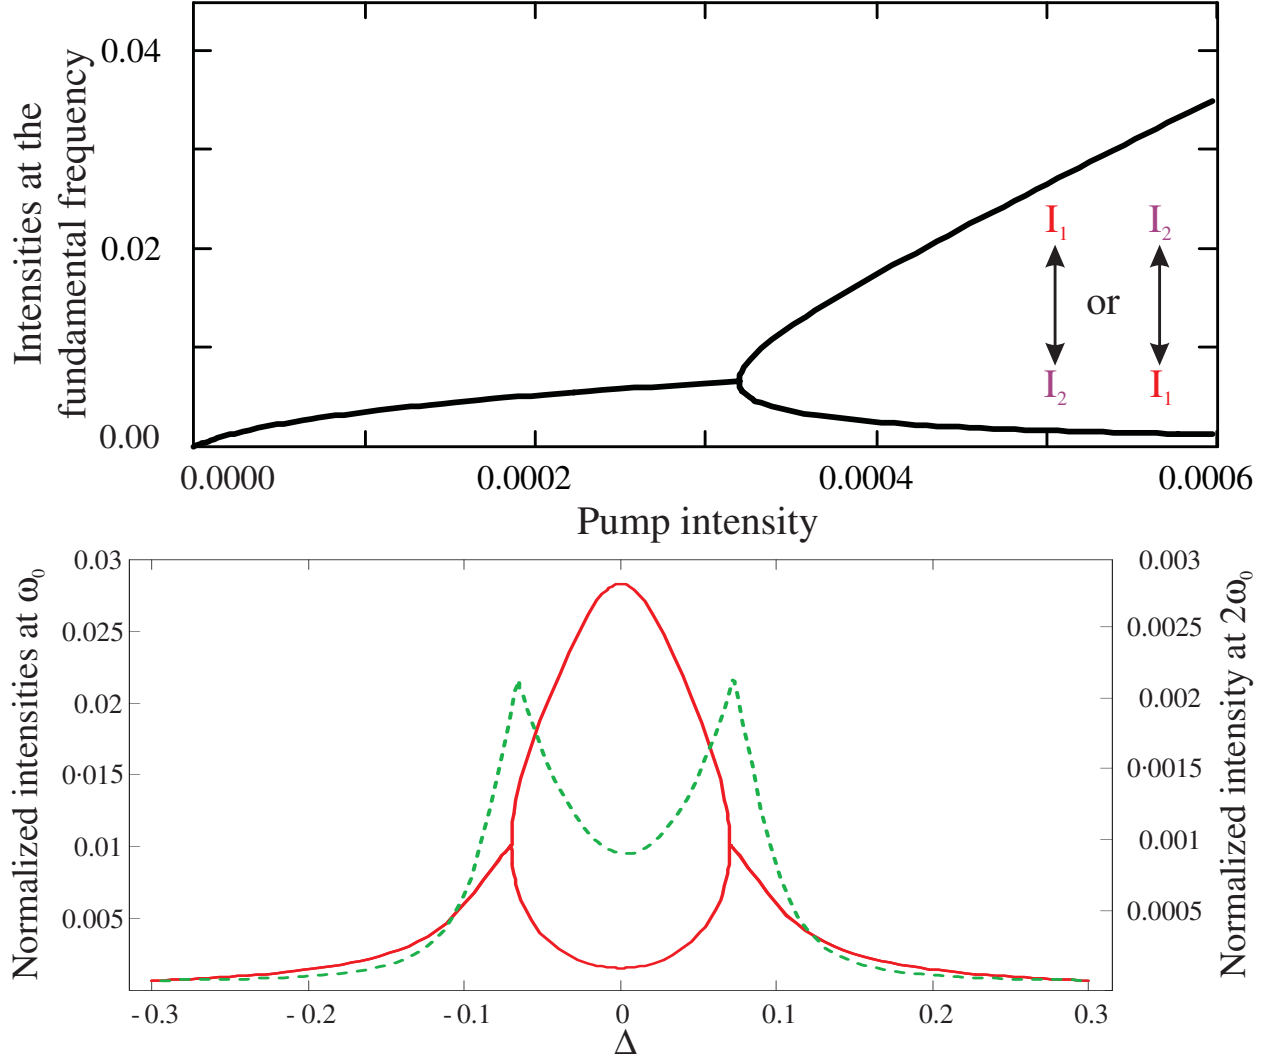 Intensities at the
fundamental frequency
0.04
0.02
0.00
I₁ I₂
or
I₂ I₁
0.0000 0.0002 0.0004 0.0006
Pump intensity
Normalized intensities at ω₀
0.03
0.025
0.02
0.015
0.01
0.005
0.003
0.0025
0.002
0.0015
0.001
0.0005
Normalized intensity at 2ω₀
-0.3 -0.2 -0.1 0 0.1 0.2 0.3
Δ